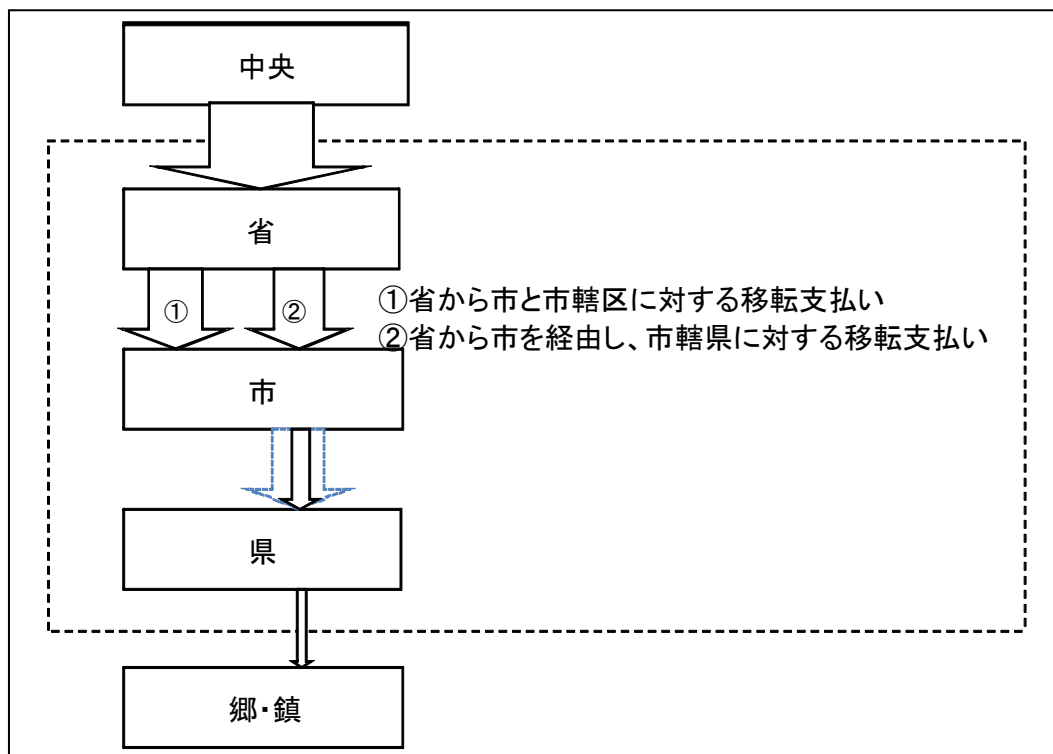 中央
省
①
②
①省から市と市轄区に対する移転支払い
②省から市を経由し、市轄県に対する移転支払い
市
県
郷・鎮